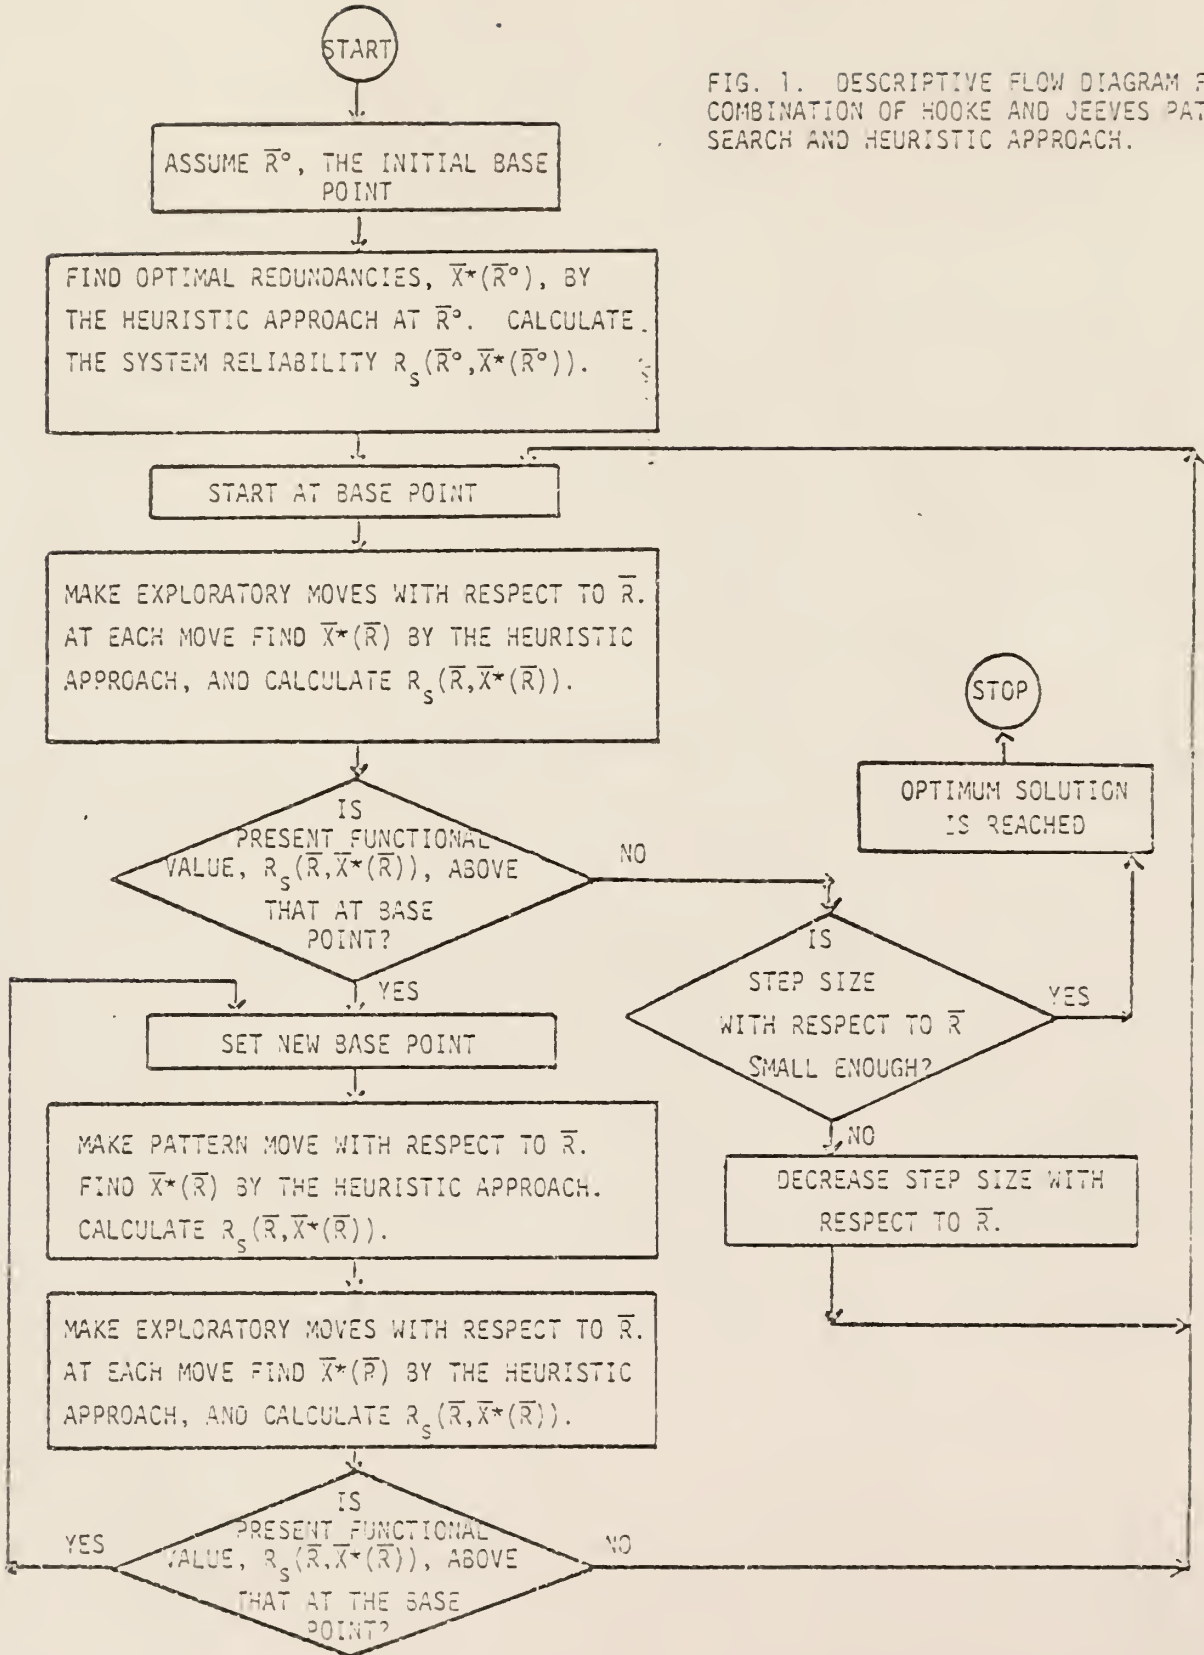 START
FIG. 1. DESCRIPTIVE FLOW DIAGRAM
COMBINATION OF HOOKE AND JEEVES
SEARCH AND HEURISTIC APPROACH.
ASSUME R̅°, THE INITIAL BASE
POINT
FIND OPTIMAL REDUNDANCIES, X̅*(R̅°), BY
THE HEURISTIC APPROACH AT R̅°. CALCULATE
THE SYSTEM RELIABILITY Rₛ(R̅°,X̅*(R̅°)).
START AT BASE POINT
MAKE EXPLORATORY MOVES WITH RESPECT TO R̅.
AT EACH MOVE FIND X̅*(R̅) BY THE HEURISTIC
APPROACH, AND CALCULATE Rₛ(R̅,X̅*(R̅)).
STOP
OPTIMUM SOLUTION
IS REACHED
IS
PRESENT FUNCTIONAL
VALUE, Rₛ(R̅,X̅*(R̅)), ABOVE
THAT AT BASE
POINT?
NO
YES
IS
STEP SIZE
WITH RESPECT TO R̅
SMALL ENOUGH?
YES
NO
SET NEW BASE POINT
MAKE PATTERN MOVE WITH RESPECT TO R̅.
FIND X̅*(R̅) BY THE HEURISTIC APPROACH.
CALCULATE Rₛ(R̅,X̅*(R̅)).
DECREASE STEP SIZE WITH
RESPECT TO R̅.
MAKE EXPLORATORY MOVES WITH RESPECT TO R̅.
AT EACH MOVE FIND X̅*(R̅) BY THE HEURISTIC
APPROACH, AND CALCULATE Rₛ(R̅,X̅*(R̅)).
IS
PRESENT FUNCTIONAL
VALUE, Rₛ(R̅,X̅*(R̅)), ABOVE
THAT AT THE BASE
POINT?
YES
NO